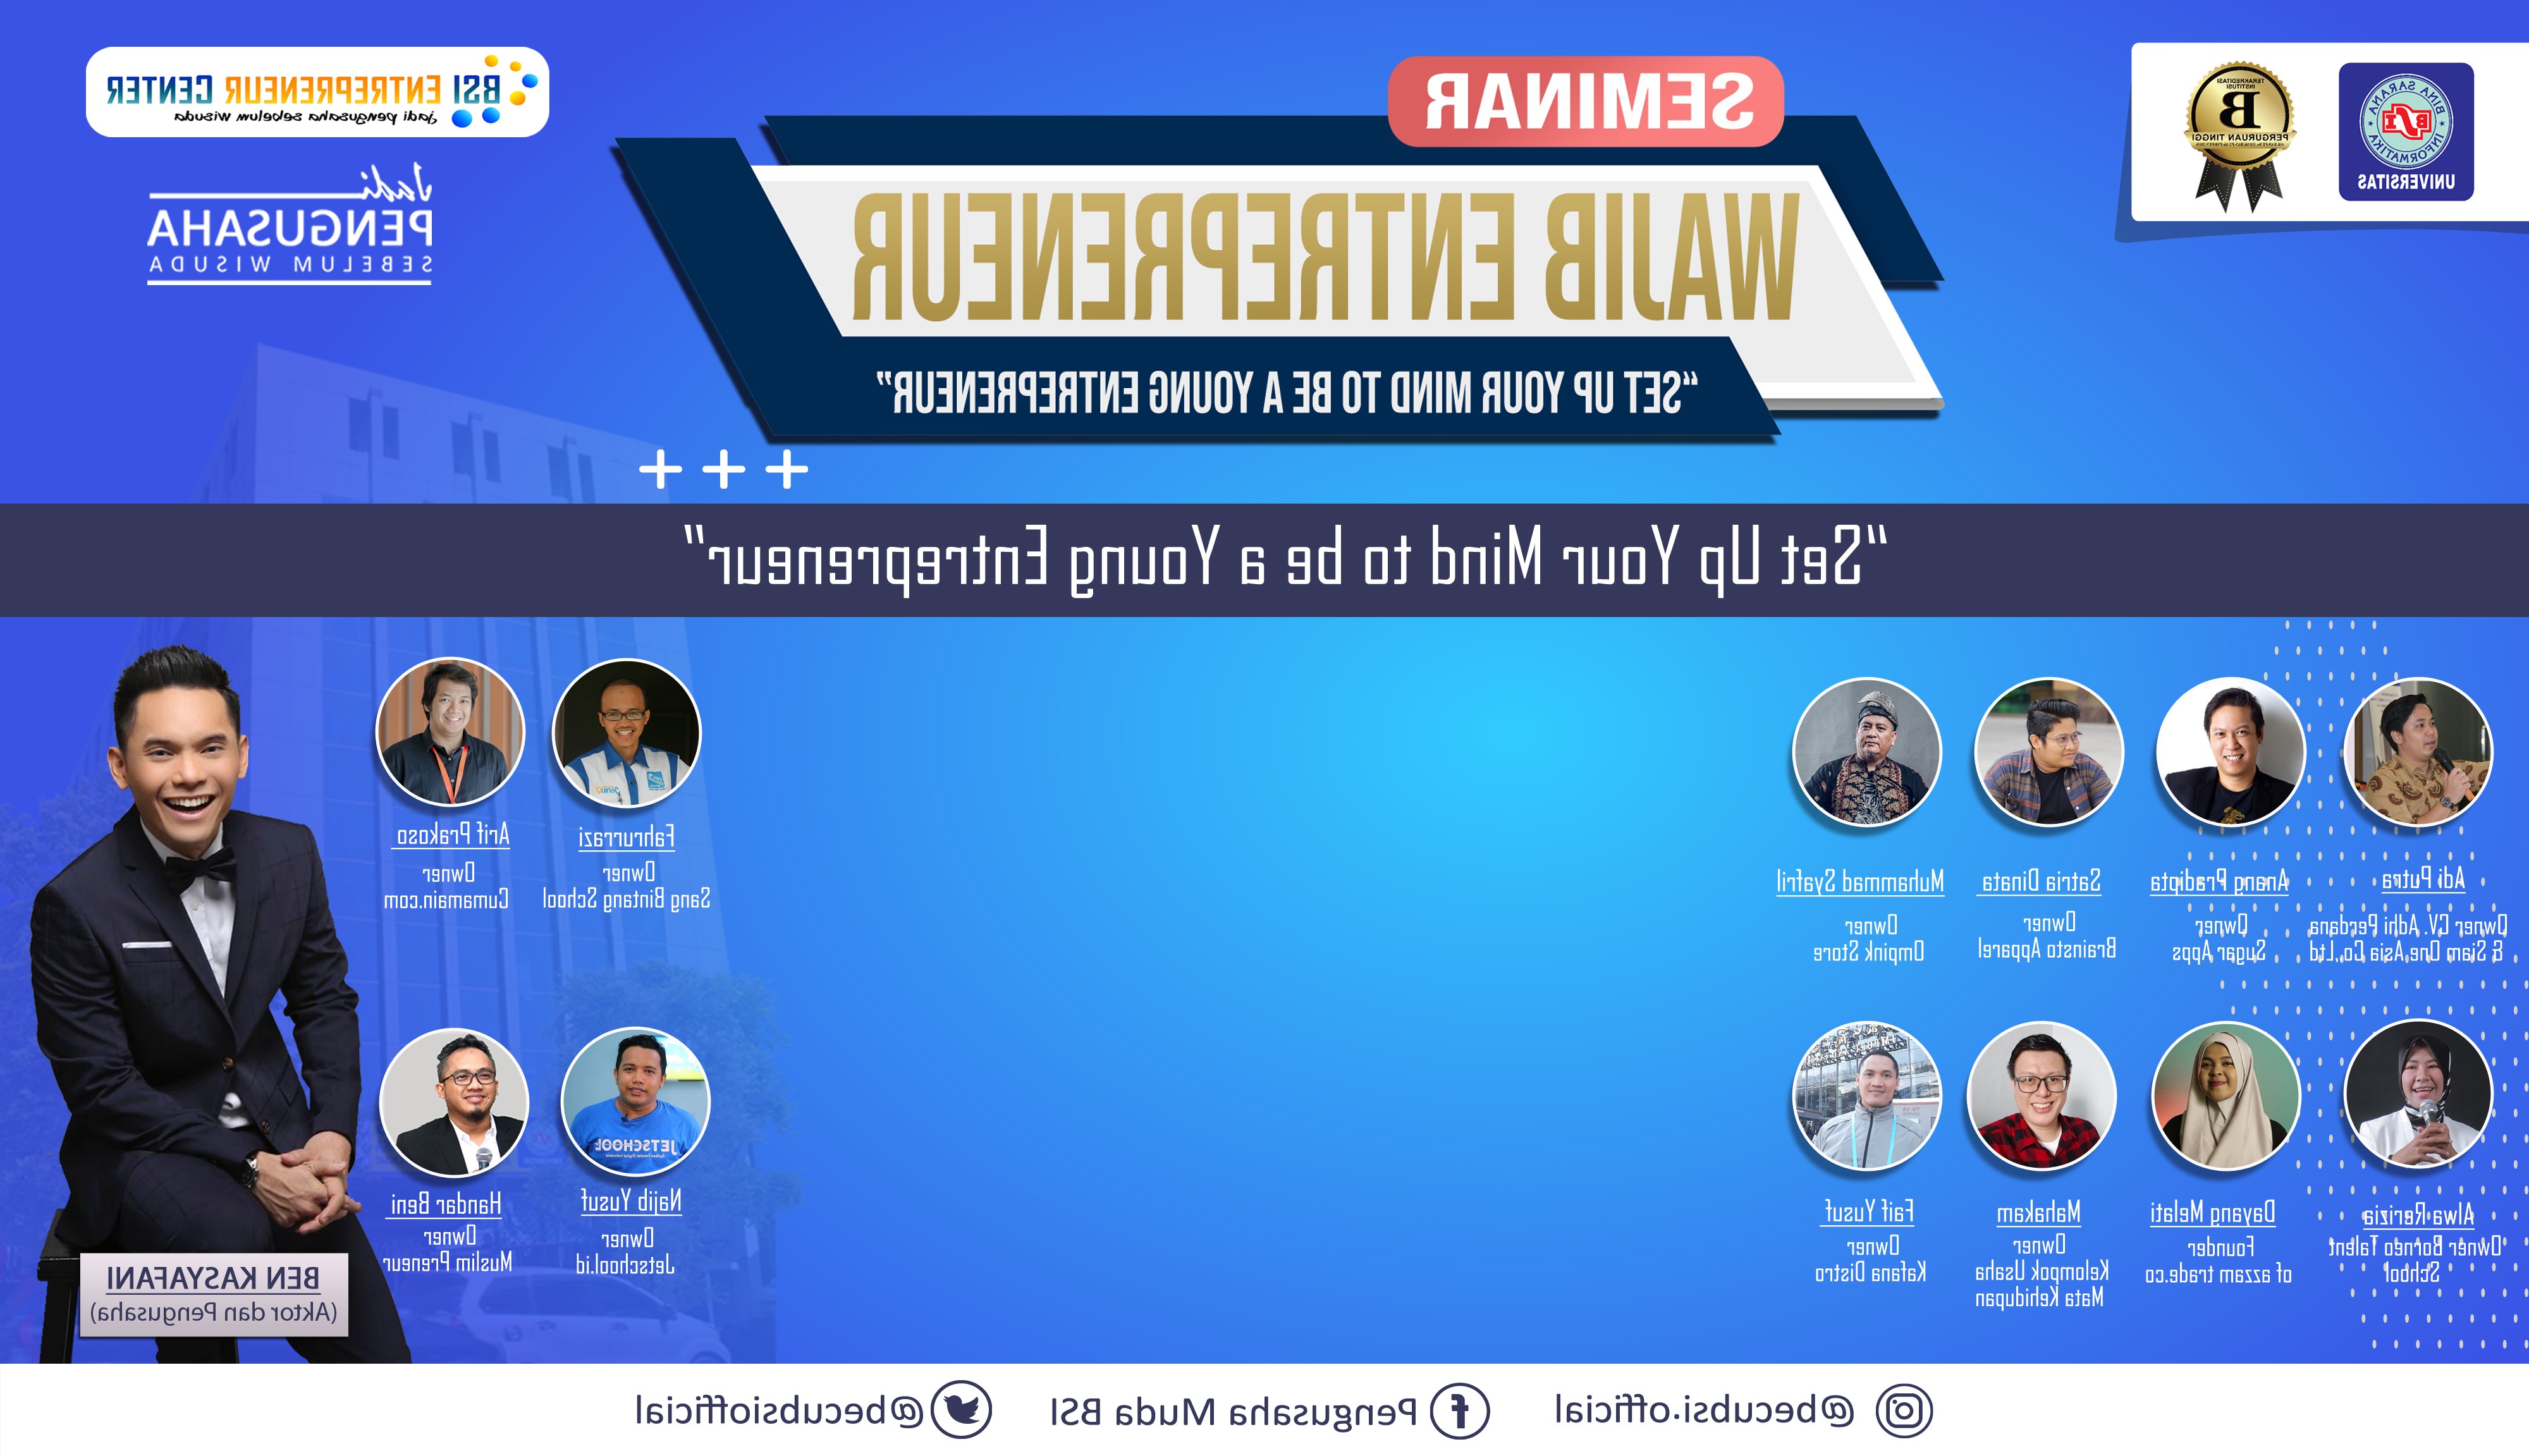 UNIVERSITAS
BINA SARANA
INFORMATIKA
BSI
TERAKREDITASI
INSTITUSI
B
PERGURUAN TINGGI
SEMINAR
WAJIB ENTREPRENEUR
“SET UP YOUR MIND TO BE A YOUNG ENTREPRENEUR”
BSI ENTREPRENEUR CENTER
jadi pengusaha sebelum wisuda
Jadi
PENGUSAHA
SEBELUM WISUDA
"Set Up Your Mind to be a Young Entrepreneur"
Adi Putra
Owner CV. Adhi Perdana
& Siam One Asia Co.,Ltd
Anang Pradipta
Owner
Sugar Apps
Satria Dinata
Owner
Brainsto Apparel
Muhammad Syafril
Owner
Ompink Store
Fahrurrazi
Owner
Sang Bintang School
Arif Prakoso
Owner
Cumamain.com
Alwa Rerizia
Owner Borneo Talent
School
Dayang Melati
Founder
of azzam trade.co
Mahakam
Owner
Kelompok Usaha
Mata Kehidupan
Faif Yusuf
Owner
Kafana Distro
JETSCHOOL
Najib Yusuf
Owner
Jetschool.id
Handar Beni
Owner
Muslim Preneur
BEN KASYAFANI
(Aktor dan Pengusaha)
@becubsi.official
Pengusaha Muda BSI
@becubsiofficial